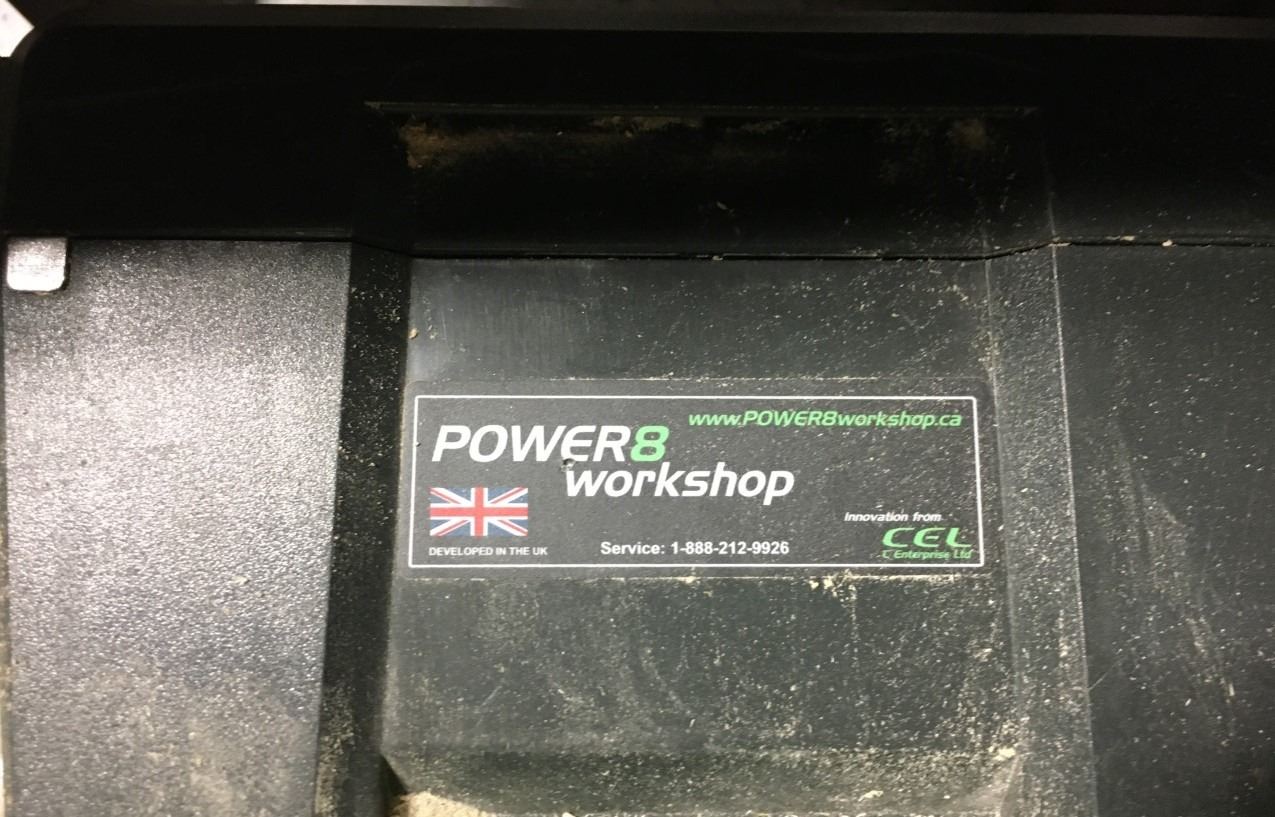 www.POWER8workshop.ca
POWER8
workshop
Innovation from
CEL
C Enterprise Ltd
DEVELOPED IN THE UK
Service: 1-888-212-9926